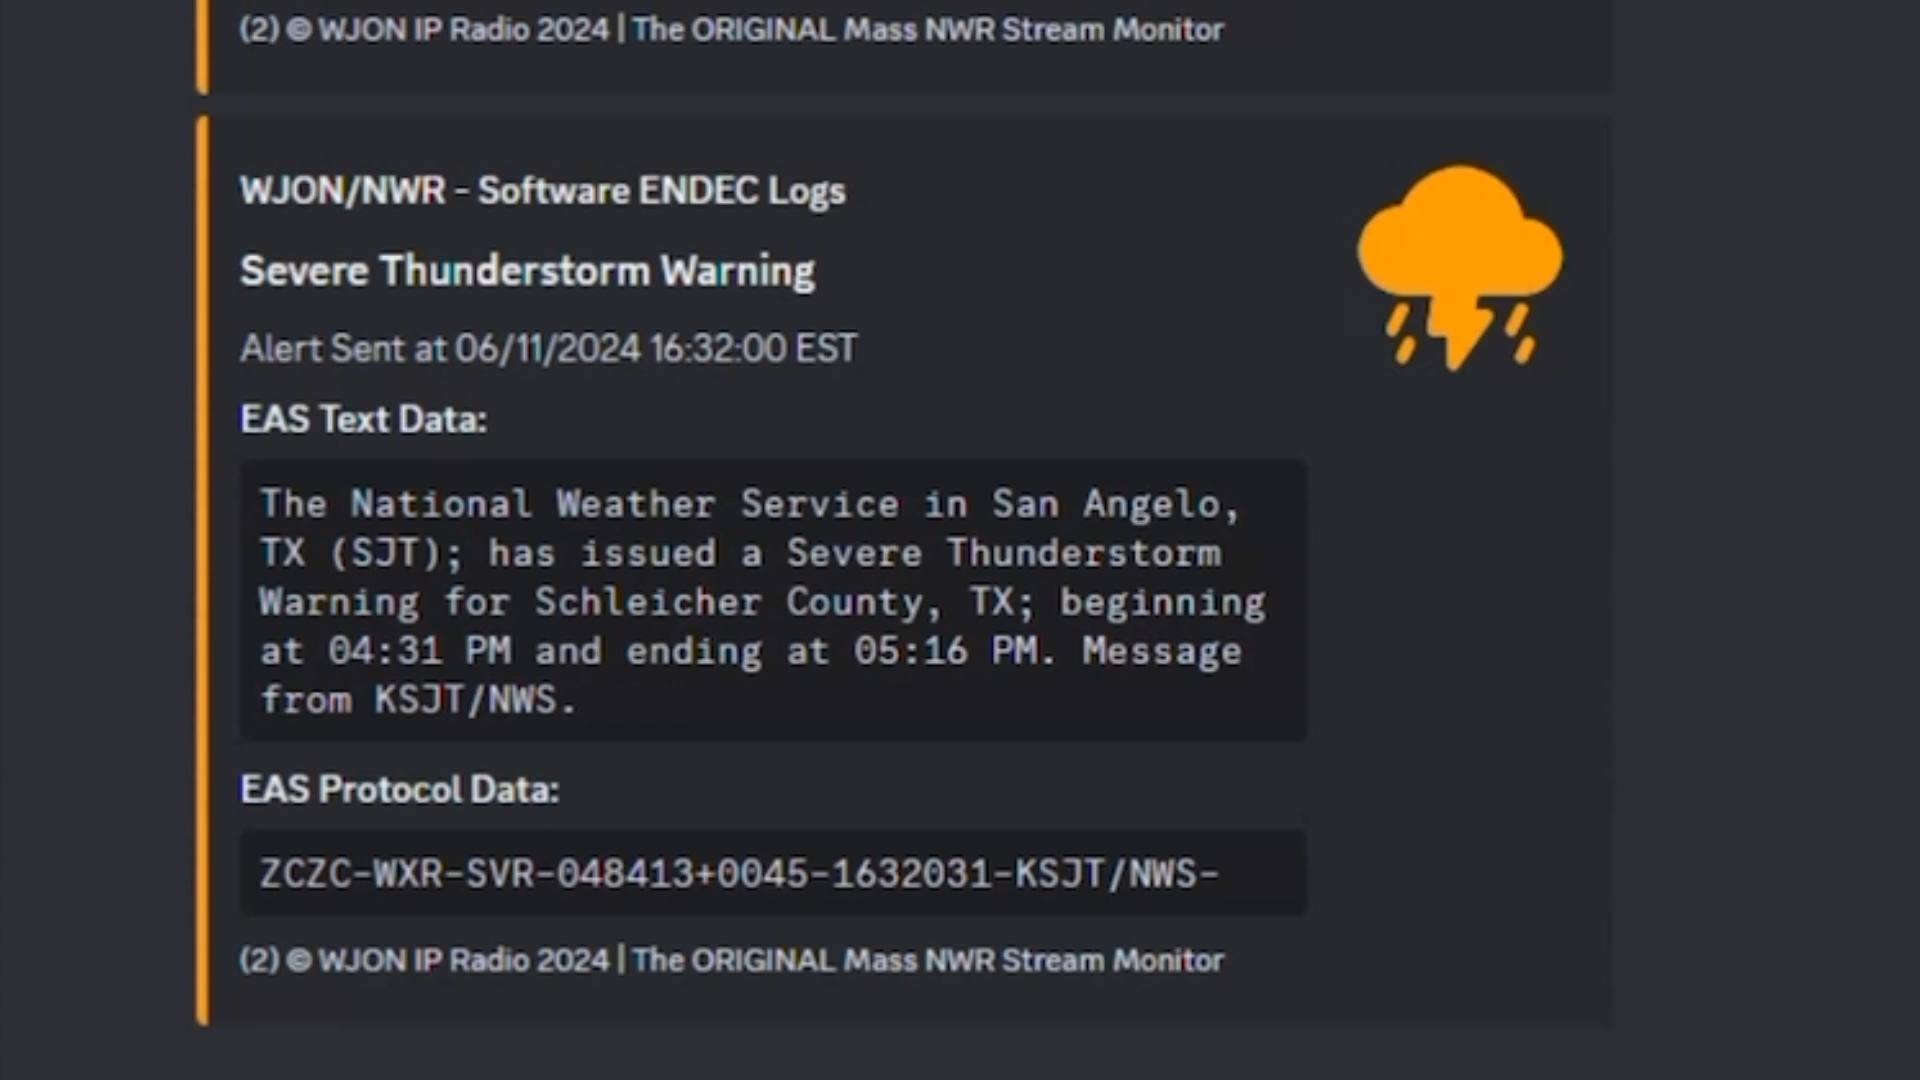 (2) © WJON IP Radio 2024 | The ORIGINAL Mass NWR Stream Monitor
WJON/NWR - Software ENDEC Logs
Severe Thunderstorm Warning
Alert Sent at 06/11/2024 16:32:00 EST
EAS Text Data:
The National Weather Service in San Angelo,
TX (SJT); has issued a Severe Thunderstorm
Warning for Schleicher County, TX; beginning
at 04:31 PM and ending at 05:16 PM. Message
from KSJT/NWS.
EAS Protocol Data:
ZCZC-WXR-SVR-048413+0045-1632031-KSJT/NWS-
(2) © WJON IP Radio 2024 | The ORIGINAL Mass NWR Stream Monitor